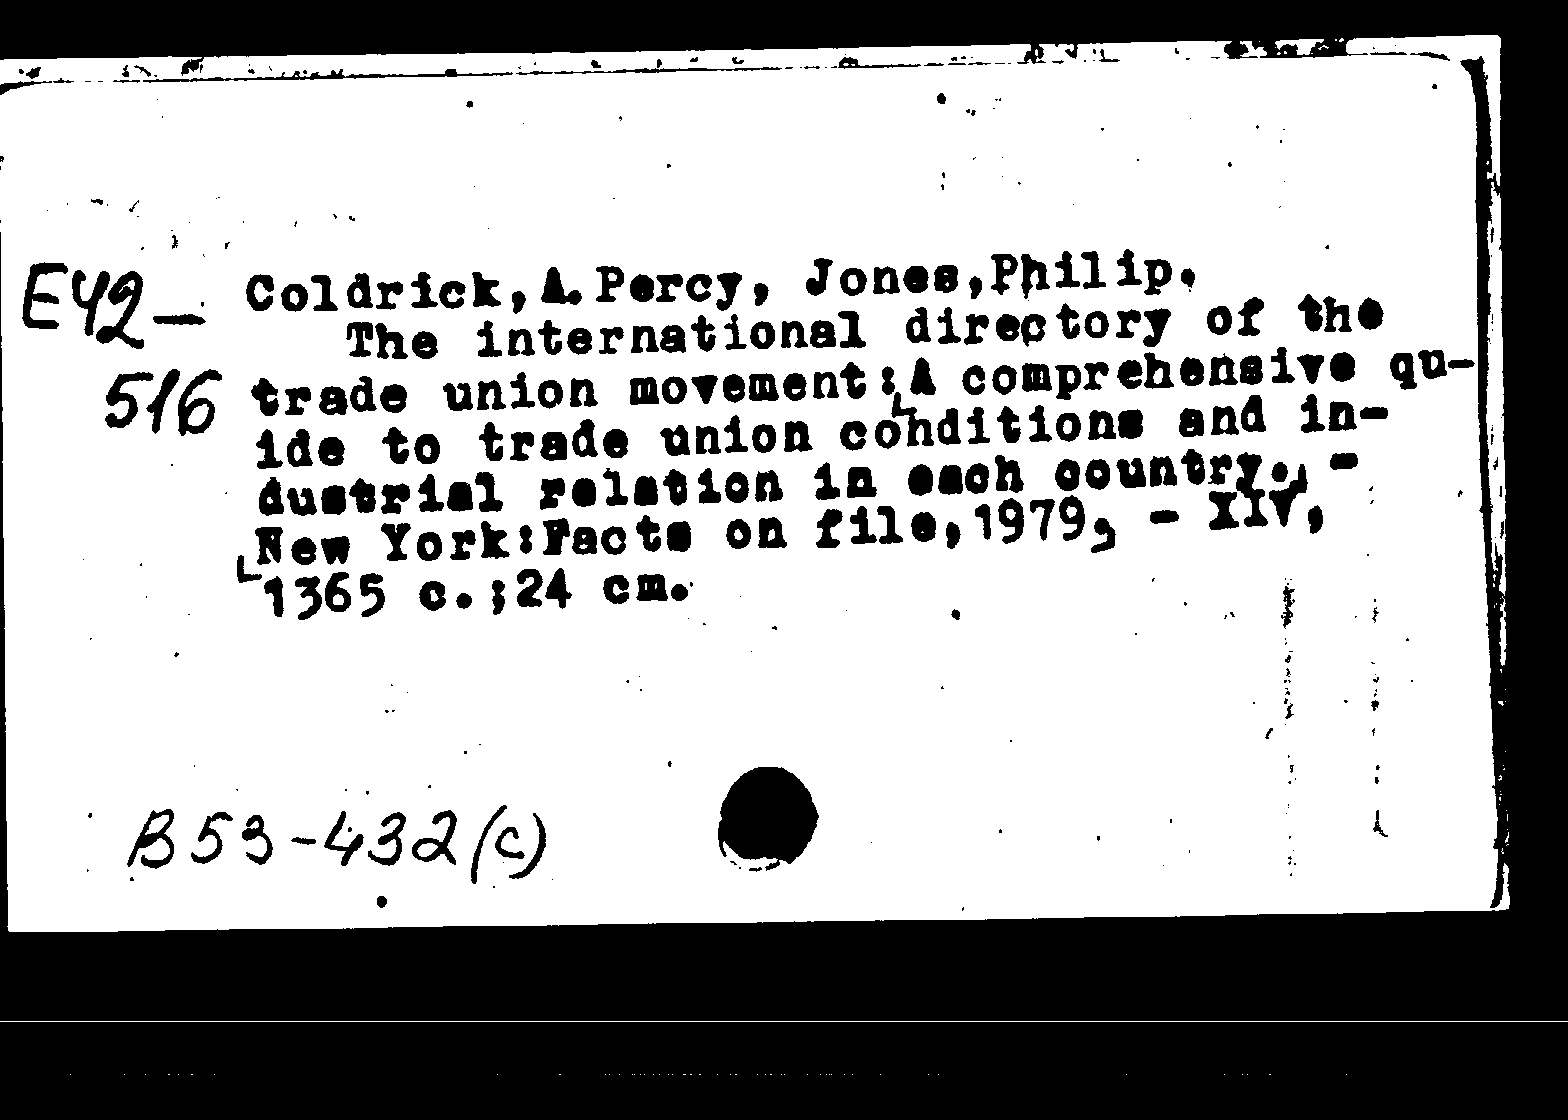 E42- Coldrick, A. Percy, Jones,Philip.
The international directory of the
516 trade union movement:A comprehensive qu-
ide to trade union conditions and in-
dustrial relation in each country. -
New York:Facts on file,1979, - XIV,
1365 c.;24 cm.
B53-432(c)